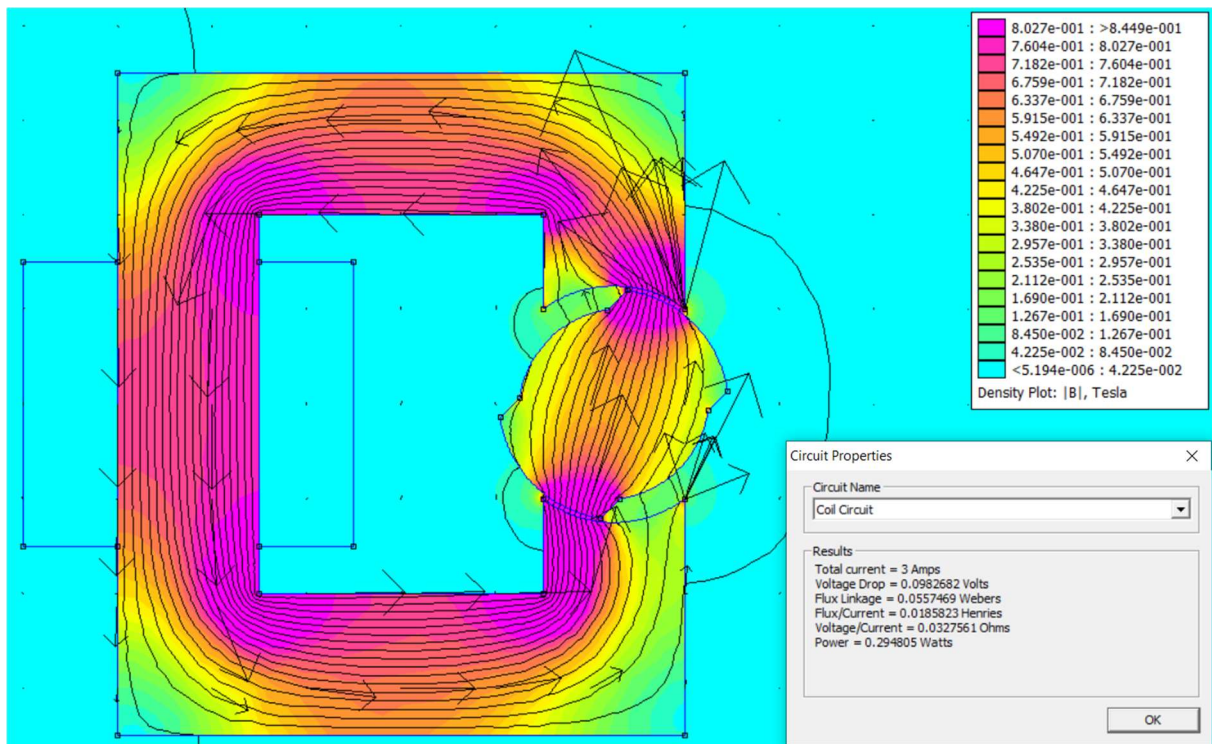 8.027e-001 : >8.449e-001
7.604e-001 : 8.027e-001
7.182e-001 : 7.604e-001
6.759e-001 : 7.182e-001
6.337e-001 : 6.759e-001
5.915e-001 : 6.337e-001
5.492e-001 : 5.915e-001
5.070e-001 : 5.492e-001
4.647e-001 : 5.070e-001
4.225e-001 : 4.647e-001
3.802e-001 : 4.225e-001
3.380e-001 : 3.802e-001
2.957e-001 : 3.380e-001
2.535e-001 : 2.957e-001
2.112e-001 : 2.535e-001
1.690e-001 : 2.112e-001
1.267e-001 : 1.690e-001
8.450e-002 : 1.267e-001
4.225e-002 : 8.450e-002
<5.194e-006 : 4.225e-002
Density Plot: |B|, Tesla
Circuit Properties
Circuit Name
Coil Circuit
Results
Total current = 3 Amps
Voltage Drop = 0.0982682 Volts
Flux Linkage = 0.0557469 Webers
Flux/Current = 0.0185823 Henries
Voltage/Current = 0.0327561 Ohms
Power = 0.294805 Watts
OK